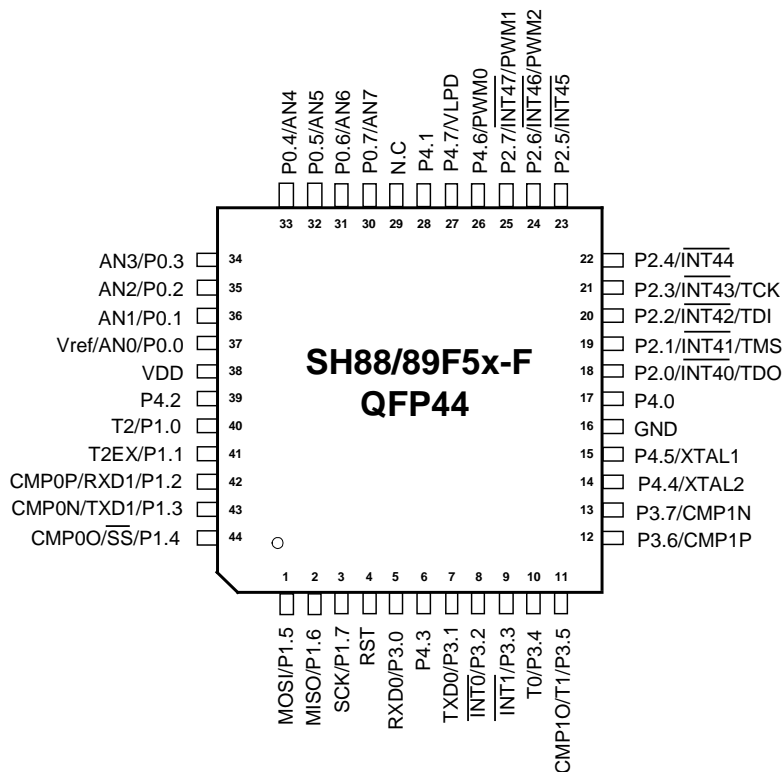 P0.4/AN4
P0.5/AN5
P0.6/AN6
P0.7/AN7
N.C
P4.1
P4.7/VLPD
P4.6/PWM0
P2.7/INT47/PWM1
P2.6/INT46/PWM2
P2.5/INT45
33 32 31 30 29 28 27 26 25 24 23
AN3/P0.3 34
AN2/P0.2 35
AN1/P0.1 36
Vref/AN0/P0.0 37
VDD 38
P4.2 39
T2/P1.0 40
T2EX/P1.1 41
CMP0P/RXD1/P1.2 42
CMP0N/TXD1/P1.3 43
CMP0O/SS/P1.4 44
SH88/89F5x-F
QFP44
22 P2.4/INT44
21 P2.3/INT43/TCK
20 P2.2/INT42/TDI
19 P2.1/INT41/TMS
18 P2.0/INT40/TDO
17 P4.0
16 GND
15 P4.5/XTAL1
14 P4.4/XTAL2
13 P3.7/CMP1N
12 P3.6/CMP1P
1 2 3 4 5 6 7 8 9 10 11
MOSI/P1.5
MISO/P1.6
SCK/P1.7
RST
RXD0/P3.0
P4.3
TXD0/P3.1
INT0/P3.2
INT1/P3.3
T0/P3.4
CMP1O/T1/P3.5